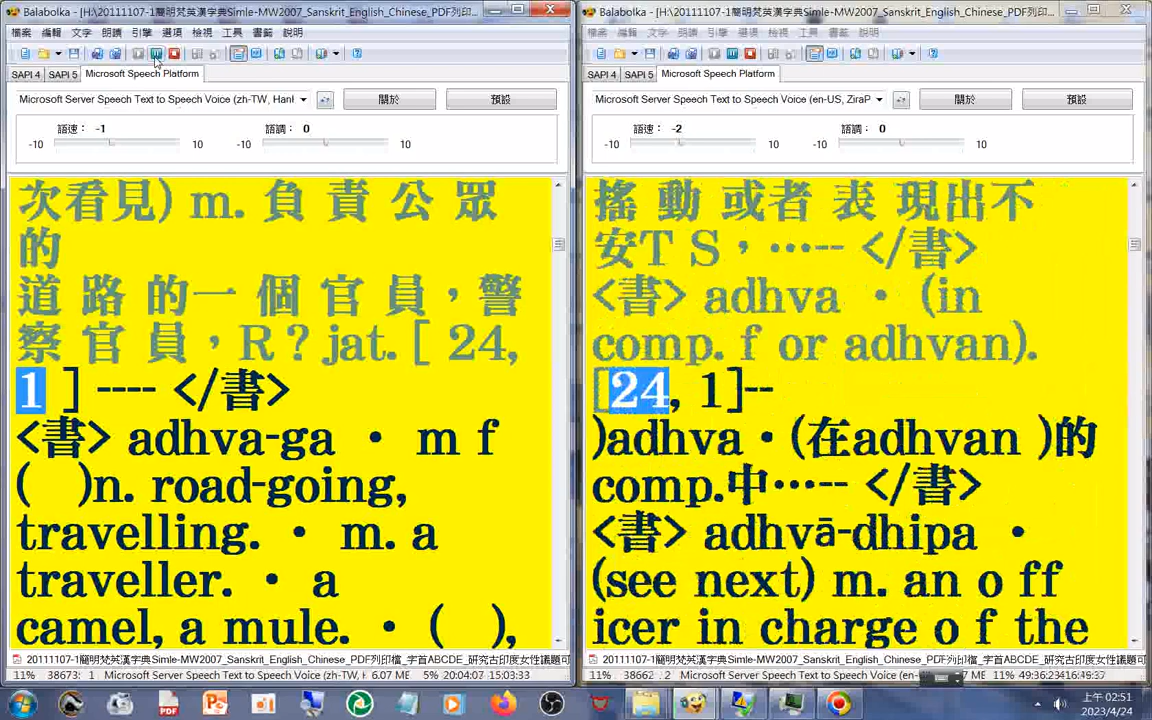 Balabolka - [H:\20111107-1簡明梵英漢字典Simle-MW2007_Sanskrit_English_Chinese_PDF列印...
檔案 編輯 文字 朗讀 引擎 選項 檢視 工具 書籤 說明
SAPI 4 SAPI 5 Microsoft Speech Platform
Microsoft Server Speech Text to Speech Voice (zh-TW, Hanl
關於
預設
語速: -1
語調: 0
-10 10 -10 10
次看見) m. 負 責 公 眾
的
道 路 的一 個 官 員，警
察 官 員，R？jat. [ 24,
1 ] ---- </書>
<書> adhva-ga • m f
( )n. road-going,
travelling. • m. a
traveller. • a
camel, a mule. • ( ),
20111107-1簡明梵英漢字典Simle-MW2007_Sanskrit_English_Chinese_PDF列印檔_字首ABCDE_研究古印度女性議題可
11% 38673: 1 Microsoft Server Speech Text to Speech Voice (zh-TW, H 6.07 MB 5% 20:04:07 15:03:33
Balabolka - [H:\20111107-1簡明梵英漢字典Simle-MW2007_Sanskrit_English_Chinese_PDF列印...
檔案 編輯 文字 朗讀 引擎 選項 檢視 工具 書籤 說明
SAPI 4 SAPI 5 Microsoft Speech Platform
Microsoft Server Speech Text to Speech Voice (en-US, ZiraP
關於
預設
語速: -2
語調: 0
-10 10 -10 10
搖 動 或者 表 現出不
安T S，…-- </書>
<書> adhva • (in
comp. f or adhvan).
[24, 1]--
)adhva •(在adhvan )的
comp.中…-- </書>
<書> adhvā-dhipa •
(see next) m. an o ff
icer in charge o f the
20111107-1簡明梵英漢字典Simle-MW2007_Sanskrit_English_Chinese_PDF列印檔_字首ABCDE_研究古印度女性議題可
11% 38662: 2 Microsoft Server Speech Text to Speech Voice 11% 49:36:23
上午 02:51
2023/4/24